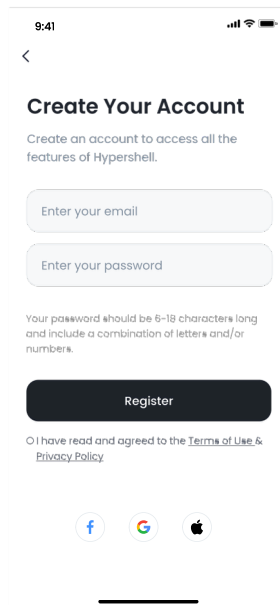 9:41
Create Your Account
Create an account to access all the
features of Hypershell.
Enter your email
Enter your password
Your password should be 6-18 characters long
and include a combination of letters and/or
numbers.
Register
I have read and agreed to the Terms of Use &
Privacy Policy